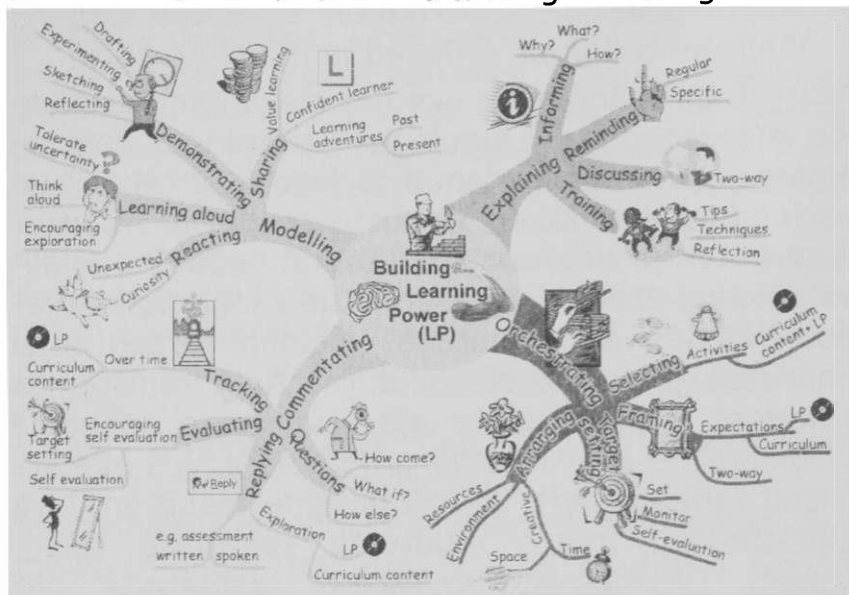 Building
Learning
Power
(LP)
Explaining
Informing
Why?
What?
How?
Reminding
Regular
Specific
Discussing
Two-way
Training
Tips
Techniques
Reflection
Orchestrating
Selecting
Activities
Curriculum
content+ LP
Framing
Expectations
LP
Curriculum
Two-way
Target
setting
Set
Monitor
Self-evaluation
Arranging
Resources
Environment
Creative
Space
Time
Commentating
Questions
How come?
What if?
How else?
Replying
Reply
Exploration
LP
Curriculum content
e.g. assessment
written spoken
Evaluating
Encouraging
self evaluation
Target
setting
Self evaluation
Tracking
Over time
LP
Curriculum
content
Modelling
Reacting
Unexpected
Curiosity
Learning aloud
Tolerate
uncertainty
?
Think
aloud
Encouraging
exploration
Demonstrating
Drafting
Experimenting
Sketching
Reflecting
Sharing
Value learning
L
Confident learner
Learning
adventures
Past
Present